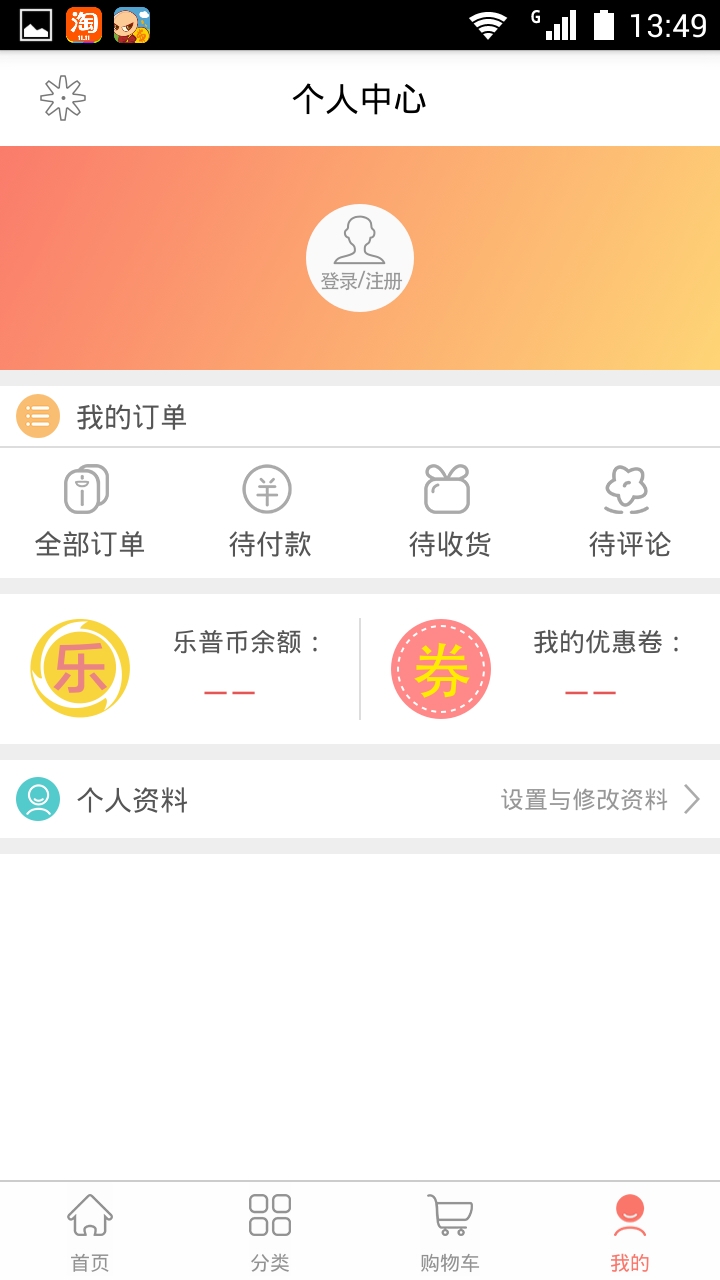 淘
11.11
G
13:49
个人中心
登录/注册
我的订单
全部订单
待付款
待收货
待评论
乐
乐普币余额：
——
券
我的优惠卷：
——
个人资料
设置与修改资料
首页
分类
购物车
我的